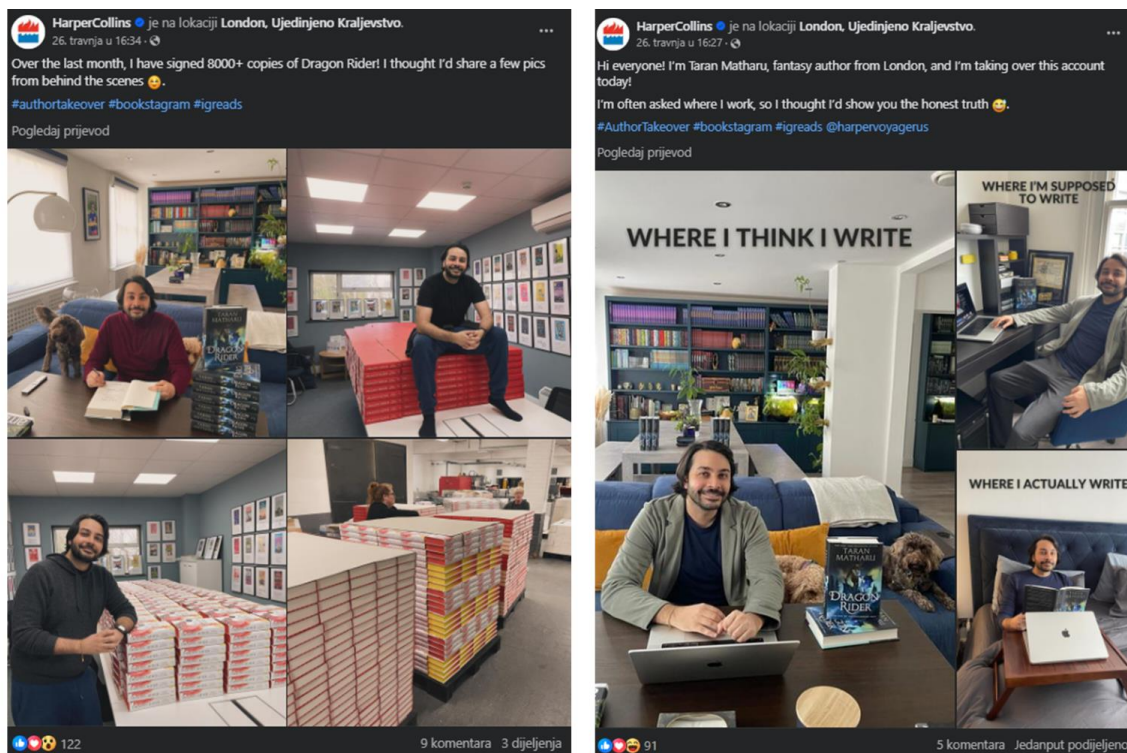 HarperCollins je na lokaciji London, Ujedinjeno Kraljevstvo.
26. travnja u 16:34 ·
Over the last month, I have signed 8000+ copies of Dragon Rider! I thought I'd share a few pics
from behind the scenes 🥹.
#authortakeover #bookstagram #igreads
Pogledaj prijevod
TARAN
MATHARU
DRAGON
RIDER
122
9 komentara 3 dijeljenja
HarperCollins je na lokaciji London, Ujedinjeno Kraljevstvo.
26. travnja u 16:27 ·
Hi everyone! I'm Taran Matharu, fantasy author from London, and I'm taking over this account
today!
I'm often asked where I work, so I thought I'd show you the honest truth 😅.
#AuthorTakeover #bookstagram #igreads @harpervoyagerus
Pogledaj prijevod
WHERE I THINK I WRITE
TARAN
MATHARU
DRAGON
RIDER
WHERE I'M SUPPOSED
TO WRITE
WHERE I ACTUALLY WRITE
91
5 komentara Jedanput podijeljeno